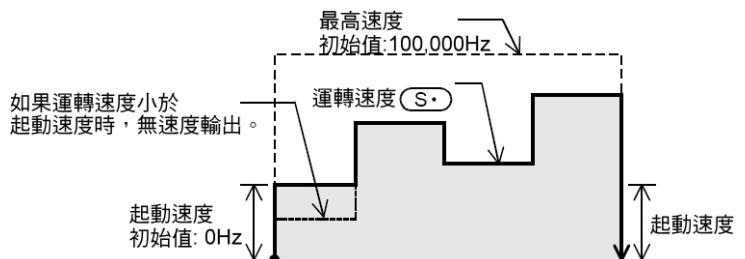 最高速度
初始值:100,000Hz
如果運轉速度小於
起動速度時，無速度輸出。
運轉速度 S•
起動速度
初始值: 0Hz
起動速度